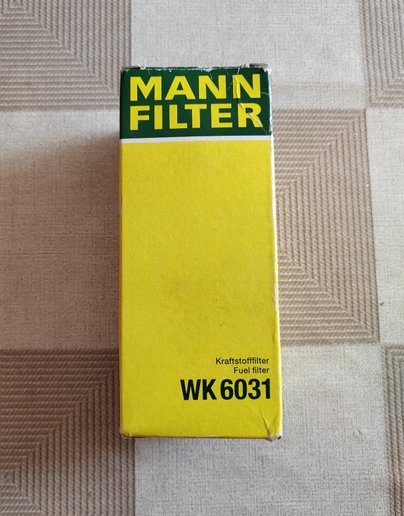 MANN
FILTER
Kraftstofffilter
Fuel filter
WK 6031